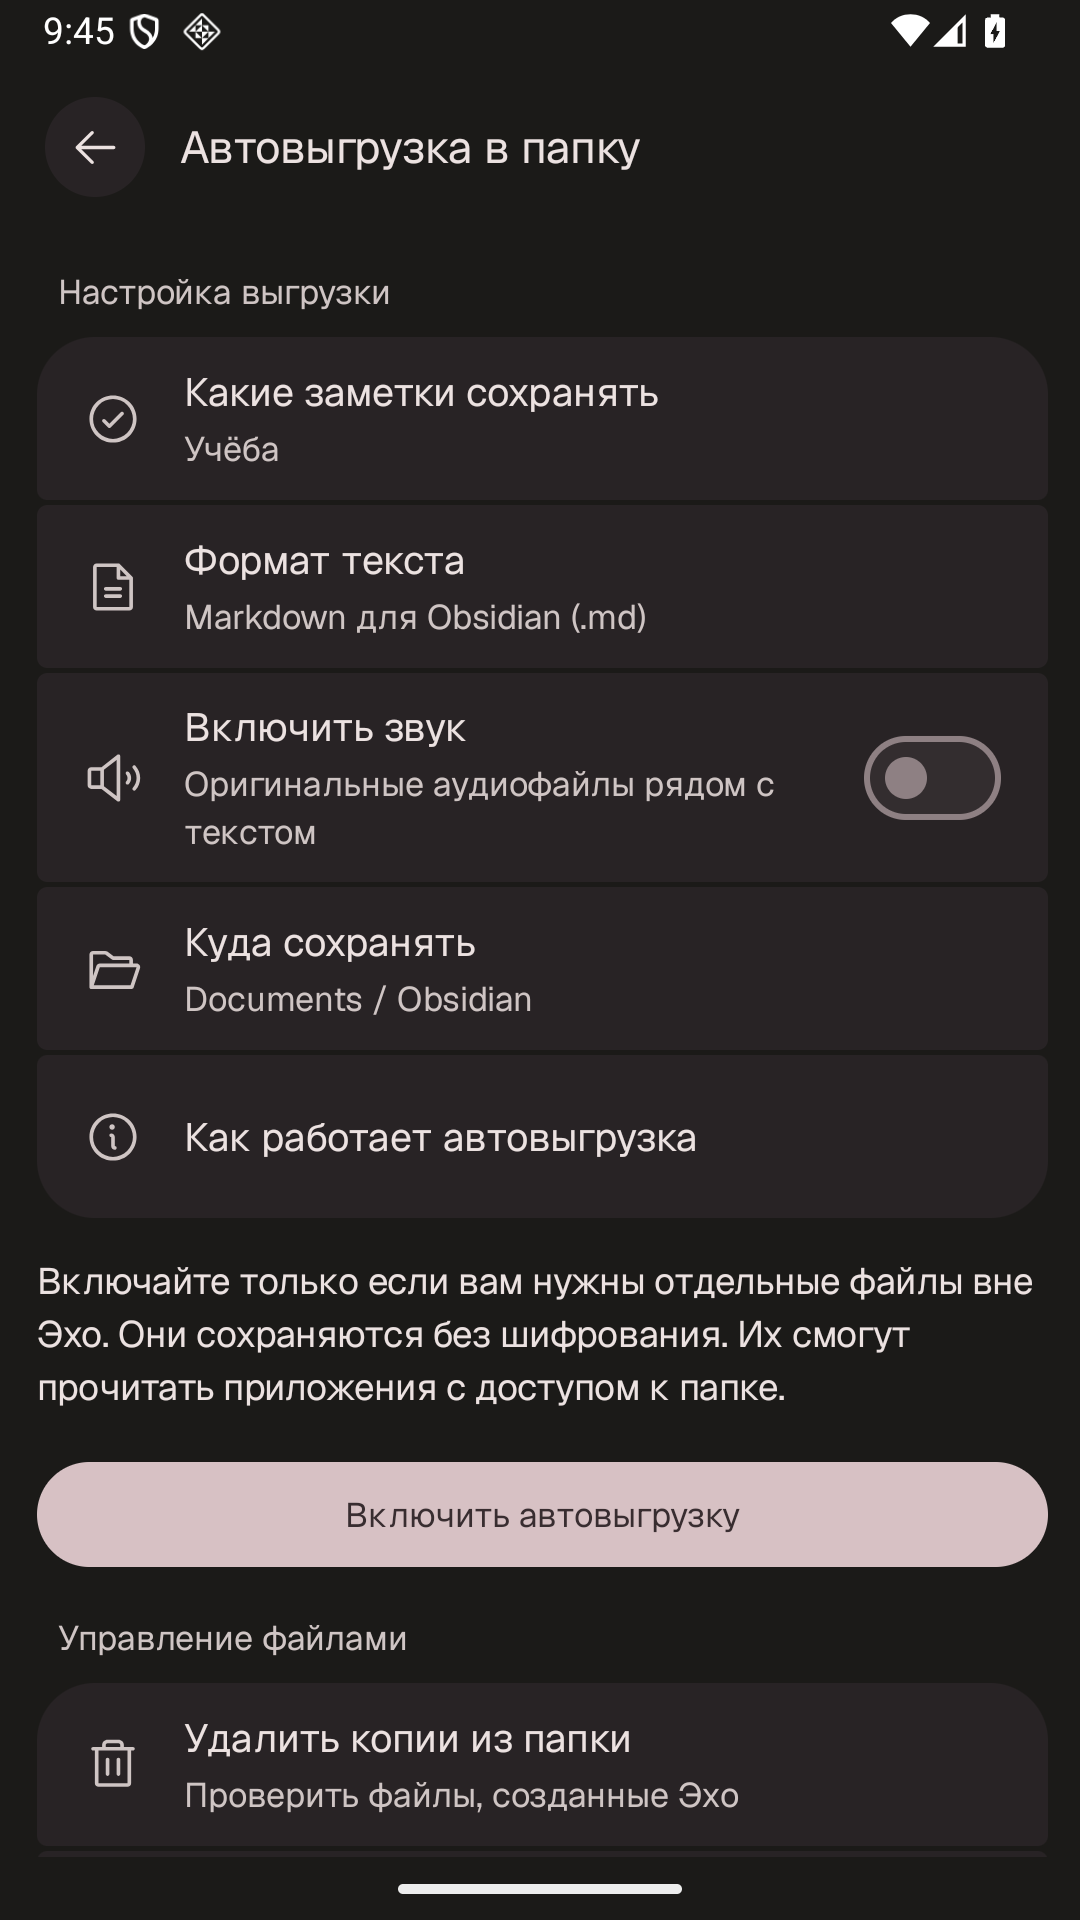 9:45
Автовыгрузка в папку
Настройка выгрузки
Какие заметки сохранять
Учёба
Формат текста
Markdown для Obsidian (.md)
Включить звук
Оригинальные аудиофайлы рядом с
текстом
Куда сохранять
Documents / Obsidian
Как работает автовыгрузка
Включайте только если вам нужны отдельные файлы вне
Эхо. Они сохраняются без шифрования. Их смогут
прочитать приложения с доступом к папке.
Включить автовыгрузку
Управление файлами
Удалить копии из папки
Проверить файлы, созданные Эхо